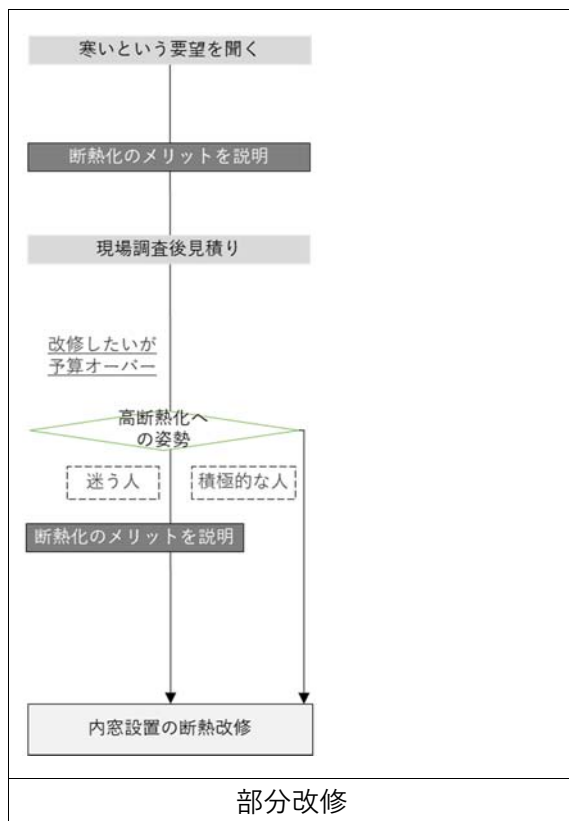 寒いという要望を聞く
断熱化のメリットを説明
現場調査後見積り
改修したいが
予算オーバー
高断熱化へ
の姿勢
迷う人
積極的な人
断熱化のメリットを説明
内窓設置の断熱改修
部分改修